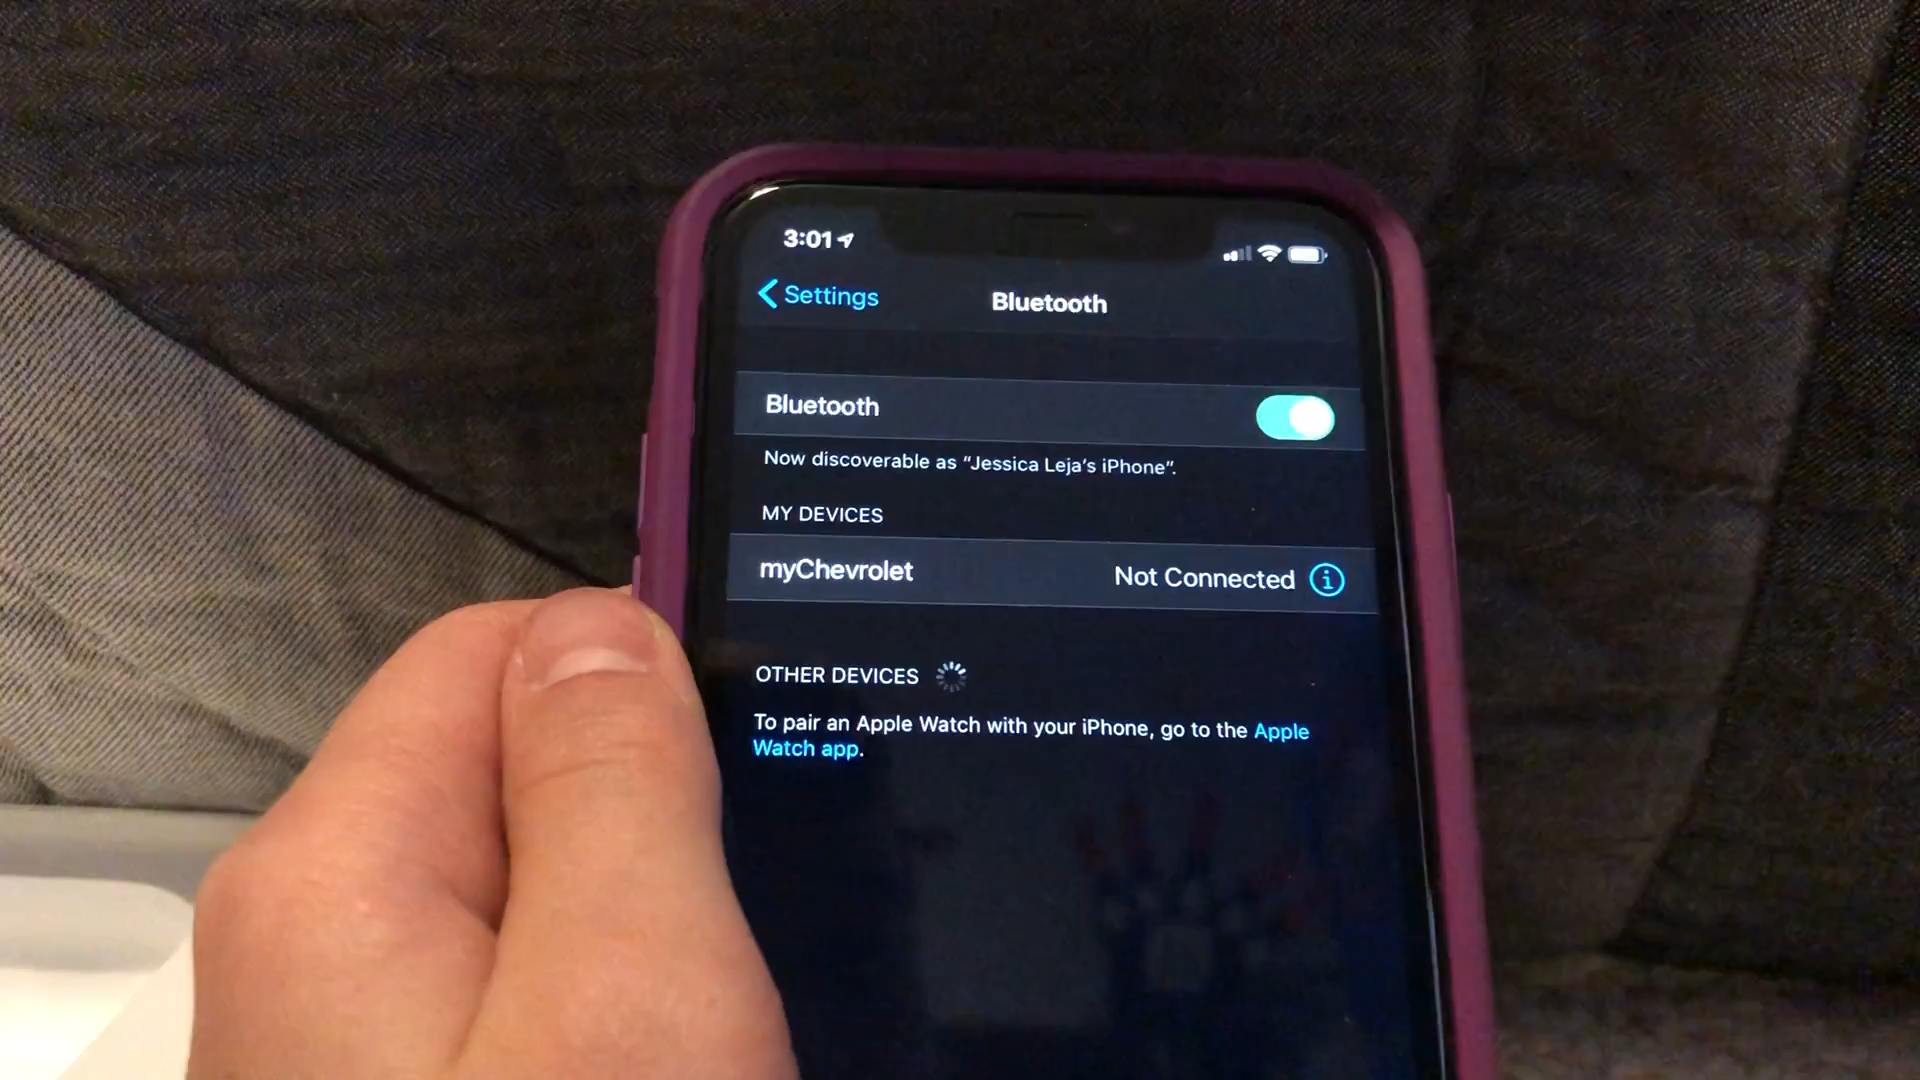 3:01
Settings
Bluetooth
Bluetooth
Now discoverable as “Jessica Leja’s iPhone”.
MY DEVICES
myChevrolet Not Connected
OTHER DEVICES
To pair an Apple Watch with your iPhone, go to the Apple
Watch app.